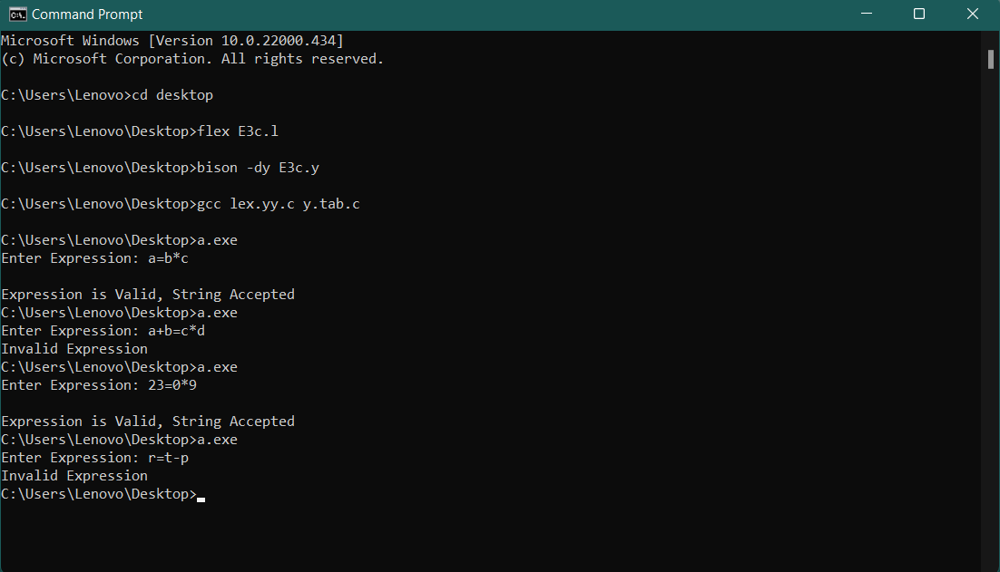 Command Prompt
Microsoft Windows [Version 10.0.22000.434]
(c) Microsoft Corporation. All rights reserved.
C:\Users\Lenovo>cd desktop
C:\Users\Lenovo\Desktop>flex E3c.l
C:\Users\Lenovo\Desktop>bison -dy E3c.y
C:\Users\Lenovo\Desktop>gcc lex.yy.c y.tab.c
C:\Users\Lenovo\Desktop>a.exe
Enter Expression: a=b*c
Expression is Valid, String Accepted
C:\Users\Lenovo\Desktop>a.exe
Enter Expression: a+b=c*d
Invalid Expression
C:\Users\Lenovo\Desktop>a.exe
Enter Expression: 23=0*9
Expression is Valid, String Accepted
C:\Users\Lenovo\Desktop>a.exe
Enter Expression: r=t-p
Invalid Expression
C:\Users\Lenovo\Desktop>